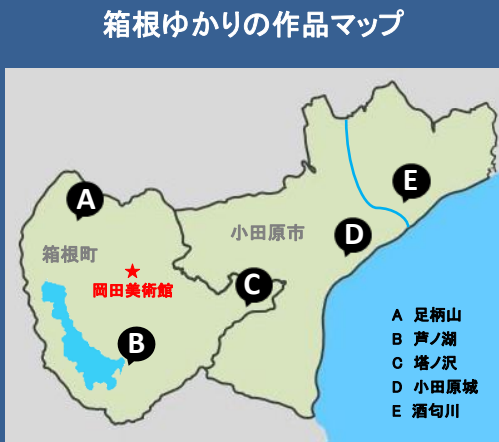 箱根ゆかりの作品マップ
A
E
小田原市
D
箱根町
岡田美術館
C
B
A 足柄山
B 芦ノ湖
C 塔ノ沢
D 小田原城
E 酒匂川